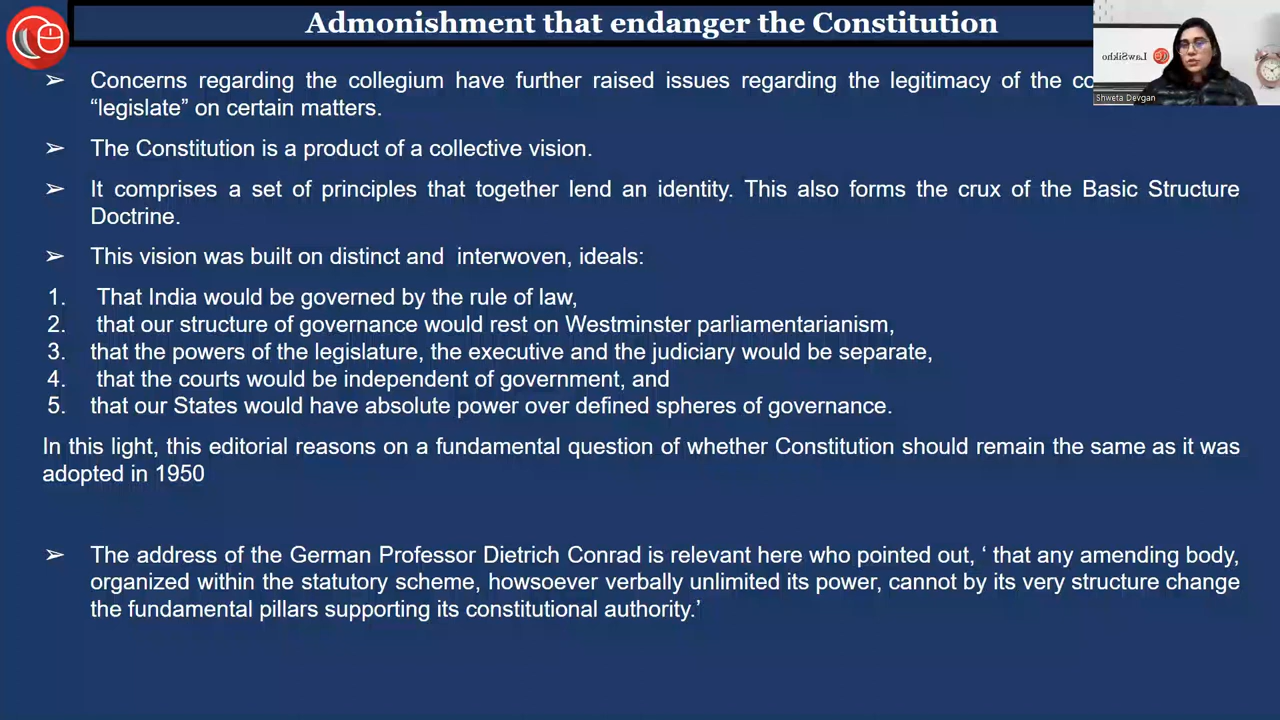 Admonishment that endanger the Constitution
➢ Concerns regarding the collegium have further raised issues regarding the legitimacy of the
“legislate” on certain matters.
➢ The Constitution is a product of a collective vision.
➢ It comprises a set of principles that together lend an identity. This also forms the crux of the Basic Structure
Doctrine.
➢ This vision was built on distinct and interwoven, ideals:
1. That India would be governed by the rule of law,
2. that our structure of governance would rest on Westminster parliamentarianism,
3. that the powers of the legislature, the executive and the judiciary would be separate,
4. that the courts would be independent of government, and
5. that our States would have absolute power over defined spheres of governance.
In this light, this editorial reasons on a fundamental question of whether Constitution should remain the same as it was
adopted in 1950
➢ The address of the German Professor Dietrich Conrad is relevant here who pointed out, ‘ that any amending body,
organized within the statutory scheme, howsoever verbally unlimited its power, cannot by its very structure change
the fundamental pillars supporting its constitutional authority.’
LawSikho
Shweta Devgan